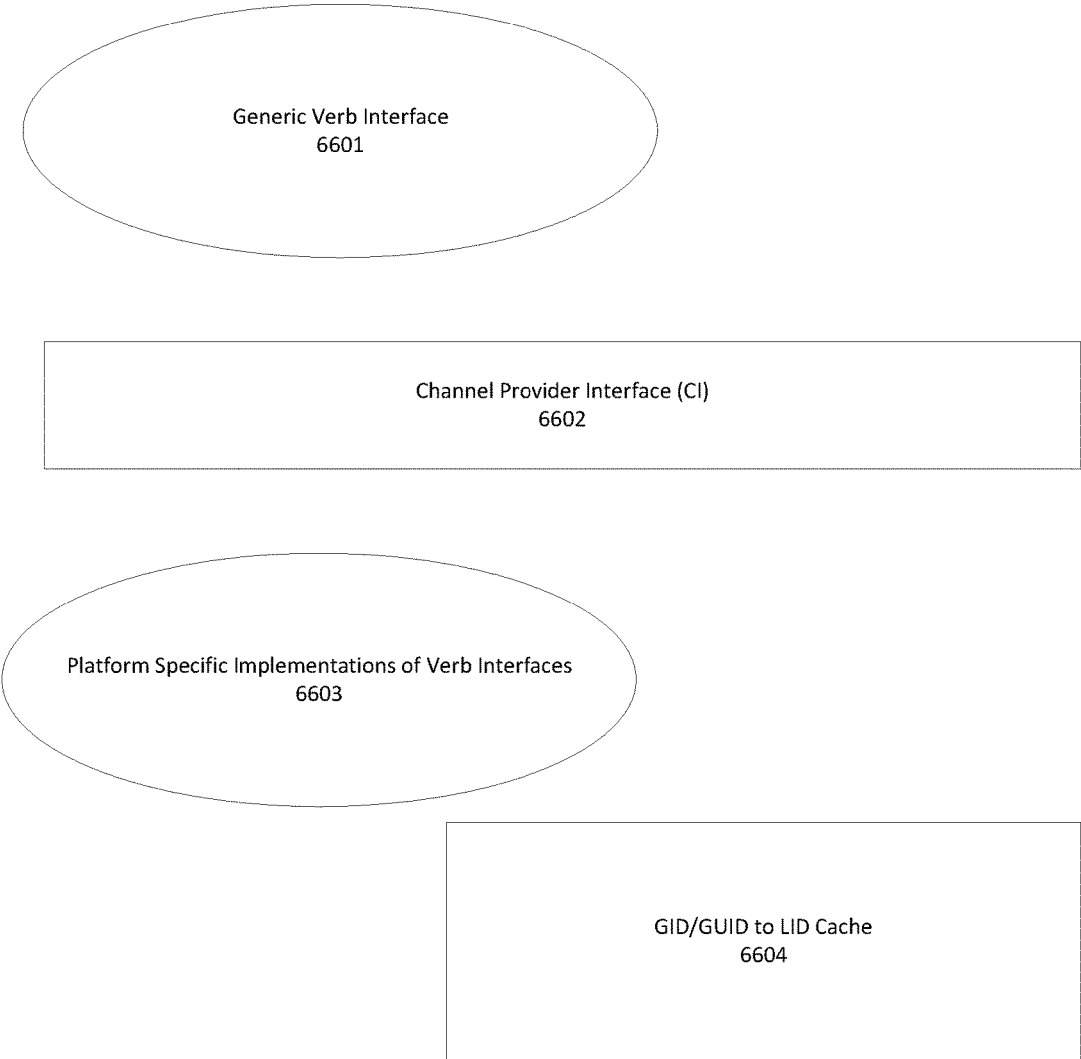 Generic Verb Interface
6601
Channel Provider Interface (CI)
6602
Platform Specific Implementations of Verb Interfaces
6603
GID/GUID to LID Cache
6604